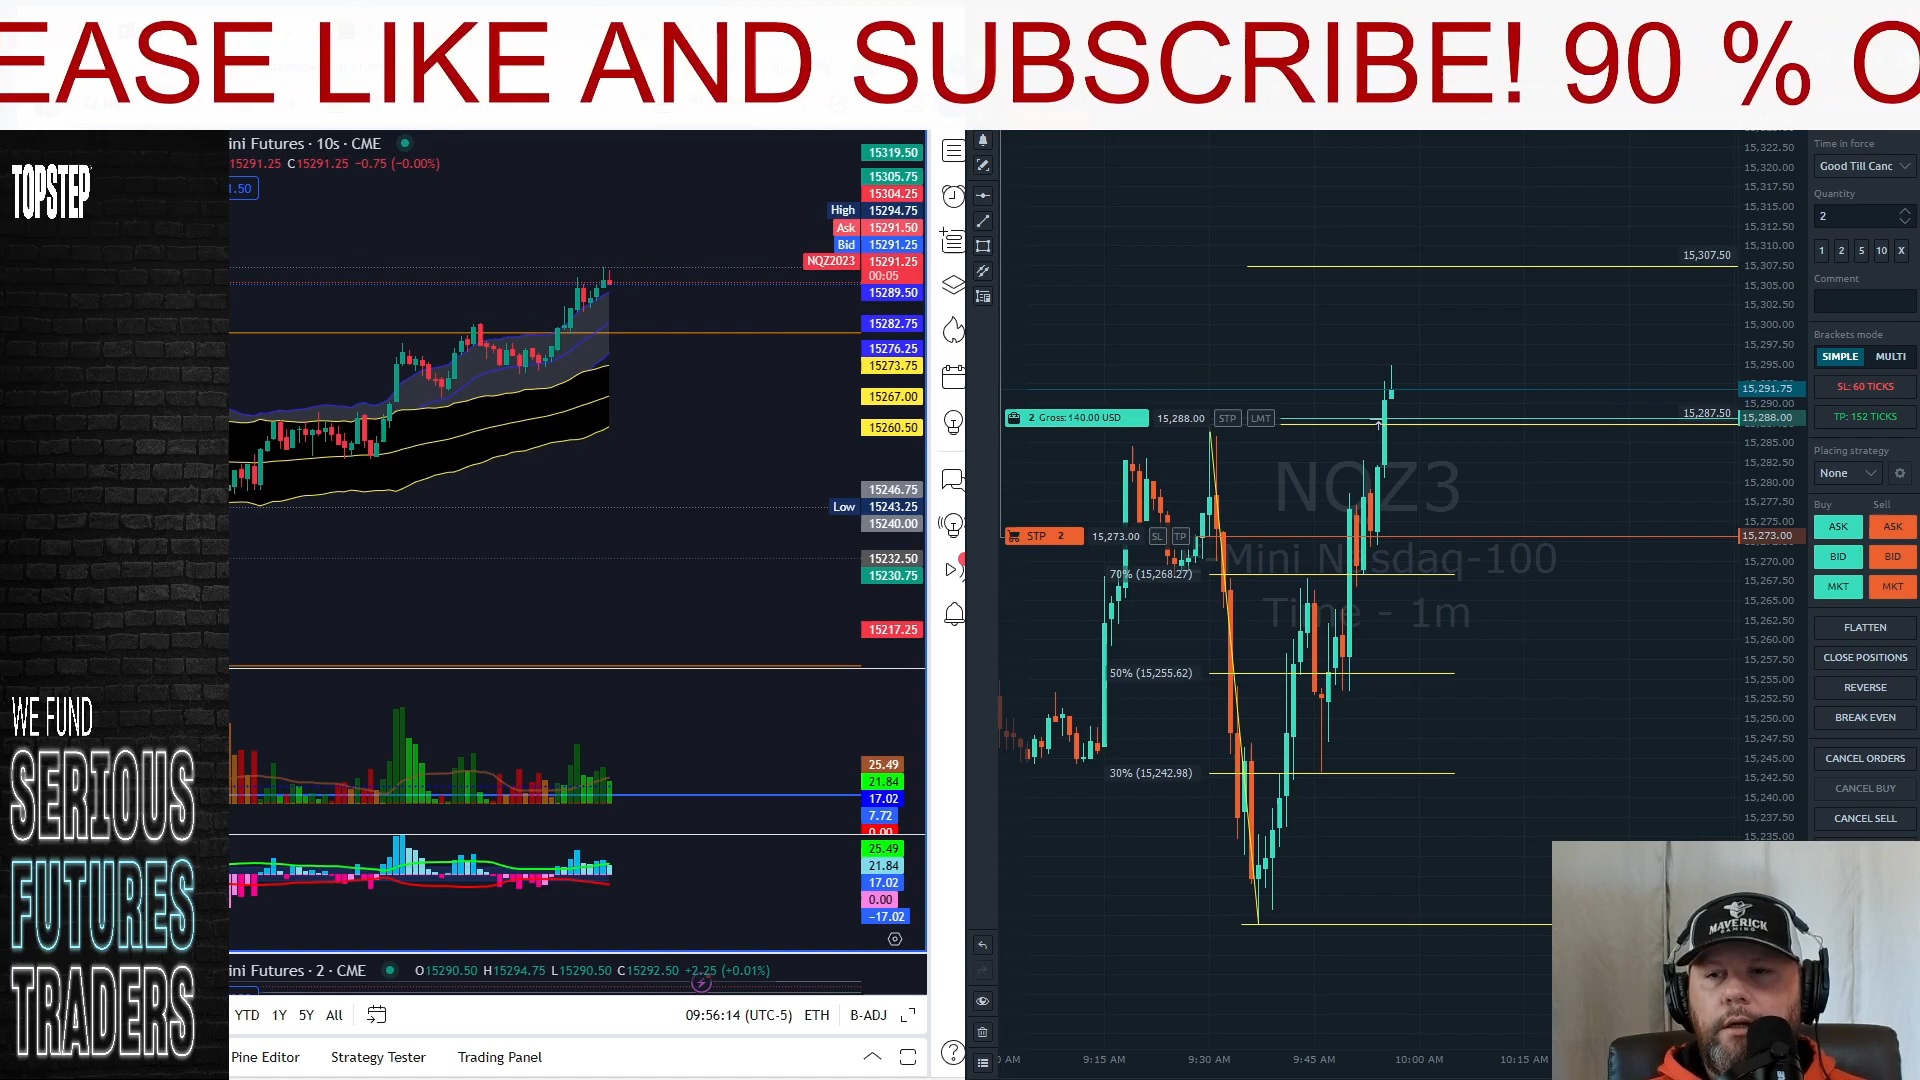 EASE LIKE AND SUBSCRIBE! 90 % O
TOPSTEP
WE FUND
SERIOUS
FUTURES
TRADERS
ini Futures · 10s · CME
15291.25 C15291.25 −0.75 (−0.00%)
1.50
15319.50
15305.75
15304.25
High 15294.75
Ask 15291.50
Bid 15291.25
NQZ2023 15291.25
00:05
15289.50
15282.75
15276.25
15273.75
15267.00
15260.50
15246.75
Low 15243.25
15240.00
15232.50
15230.75
15217.25
25.49
21.84
17.02
7.72
0.00
25.49
21.84
17.02
0.00
−17.02
ini Futures · 2 · CME O15290.50 H15294.75 L15290.50 C15292.50 +2.25 (+0.01%)
YTD 1Y 5Y All 09:56:14 (UTC-5) ETH B-ADJ
Pine Editor Strategy Tester Trading Panel
2 Gross: 140.00 USD 15,288.00 STP LMT
STP 2 15,273.00 SL TP
70% (15,268.27)
50% (15,255.62)
30% (15,242.98)
NQZ3
-Mini Nasdaq-100
Time - 1m
15,307.50
15,287.50
15,322.50
15,320.00
15,317.50
15,315.00
15,312.50
15,310.00
15,307.50
15,305.00
15,302.50
15,300.00
15,297.50
15,295.00
15,291.75
15,290.00
15,288.00
15,285.00
15,282.50
15,280.00
15,277.50
15,275.00
15,273.00
15,270.00
15,267.50
15,265.00
15,262.50
15,260.00
15,257.50
15,255.00
15,252.50
15,250.00
15,247.50
15,245.00
15,242.50
15,240.00
15,237.50
15,235.00
0 AM 9:15 AM 9:30 AM 9:45 AM 10:00 AM 10:15 AM
Time in force
Good Till Canc
Quantity
2
1 2 5 10 X
Comment
Brackets mode
SIMPLE MULTI
SL: 60 TICKS
TP: 152 TICKS
Placing strategy
None
Buy Sell
ASK ASK
BID BID
MKT MKT
FLATTEN
CLOSE POSITIONS
REVERSE
BREAK EVEN
CANCEL ORDERS
CANCEL BUY
CANCEL SELL
MAVERICK